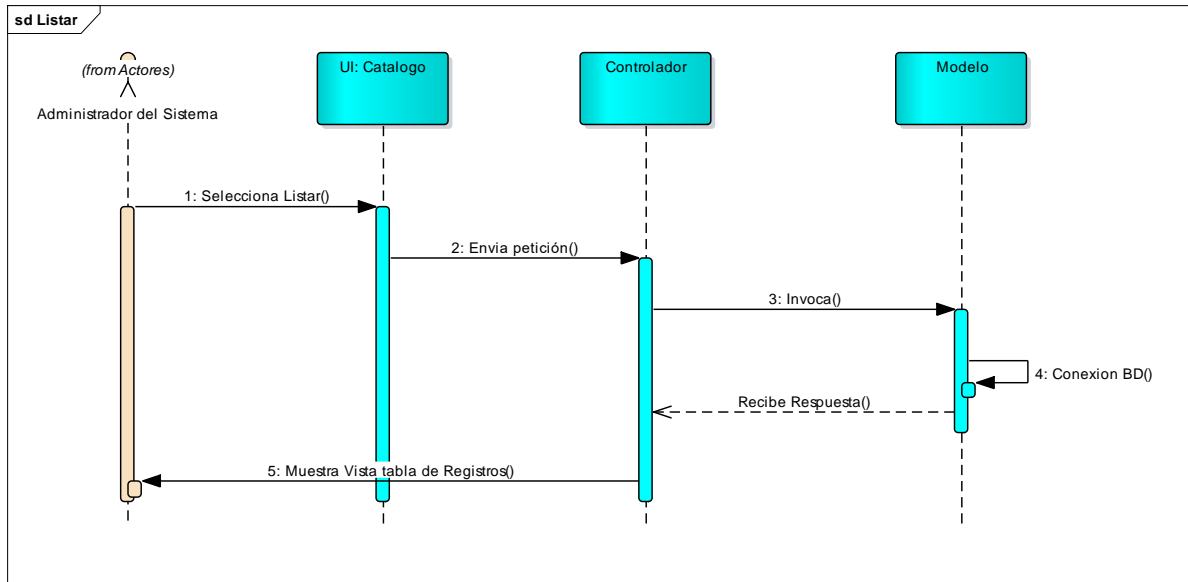 sd Listar
(from Actores)
Administrador del Sistema
UI: Catalogo
Controlador
Modelo
1: Selecciona Listar()
2: Envia petición()
3: Invoca()
4: Conexion BD()
Recibe Respuesta()
5: Muestra Vista tabla de Registros()